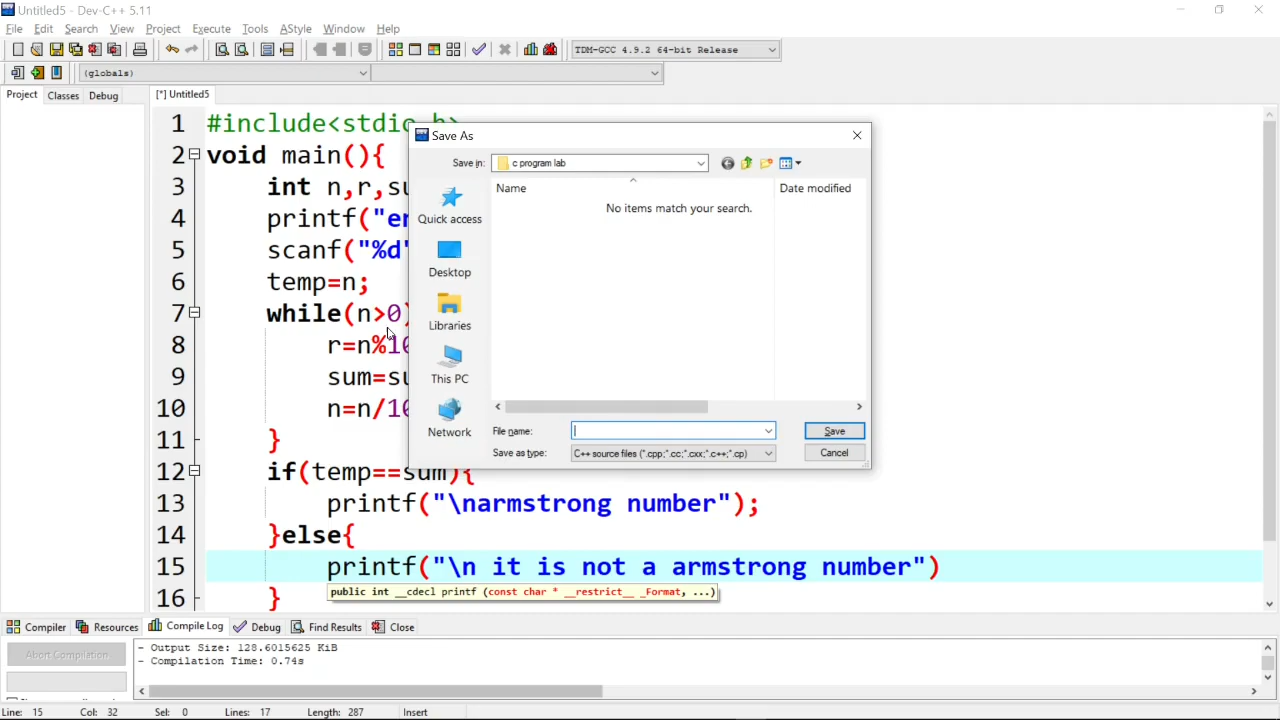 Untitled5 - Dev-C++ 5.11
File Edit Search View Project Execute Tools AStyle Window Help
TDM-GCC 4.9.2 64-bit Release
(globals)
Project Classes Debug
[*] Untitled5
1 #include<stdio.h>
2 void main(){
3 int n,r,su
4 printf("en
5 scanf("%d"
6 temp=n;
7 while(n>0)
8 r=n%10
9 sum=su
10 n=n/10
11 }
12 if(temp==sum){
13 printf("\narmstrong number");
14 }else{
15 printf("\n it is not a armstrong number")
public int __cdecl printf (const char * __restrict__ _Format, ...)
16 }
Save As
Save in: c program lab
Name Date modified
No items match your search.
Quick access
Desktop
Libraries
This PC
Network
File name:
Save
Save as type: C++ source files (*.cpp;*.cc;*.cxx;*.c++;*.cp)
Cancel
Compiler Resources Compile Log Debug Find Results Close
Abort Compilation
- Output Size: 128.6015625 KiB
- Compilation Time: 0.74s
Line: 15 Col: 32 Sel: 0 Lines: 17 Length: 287 Insert